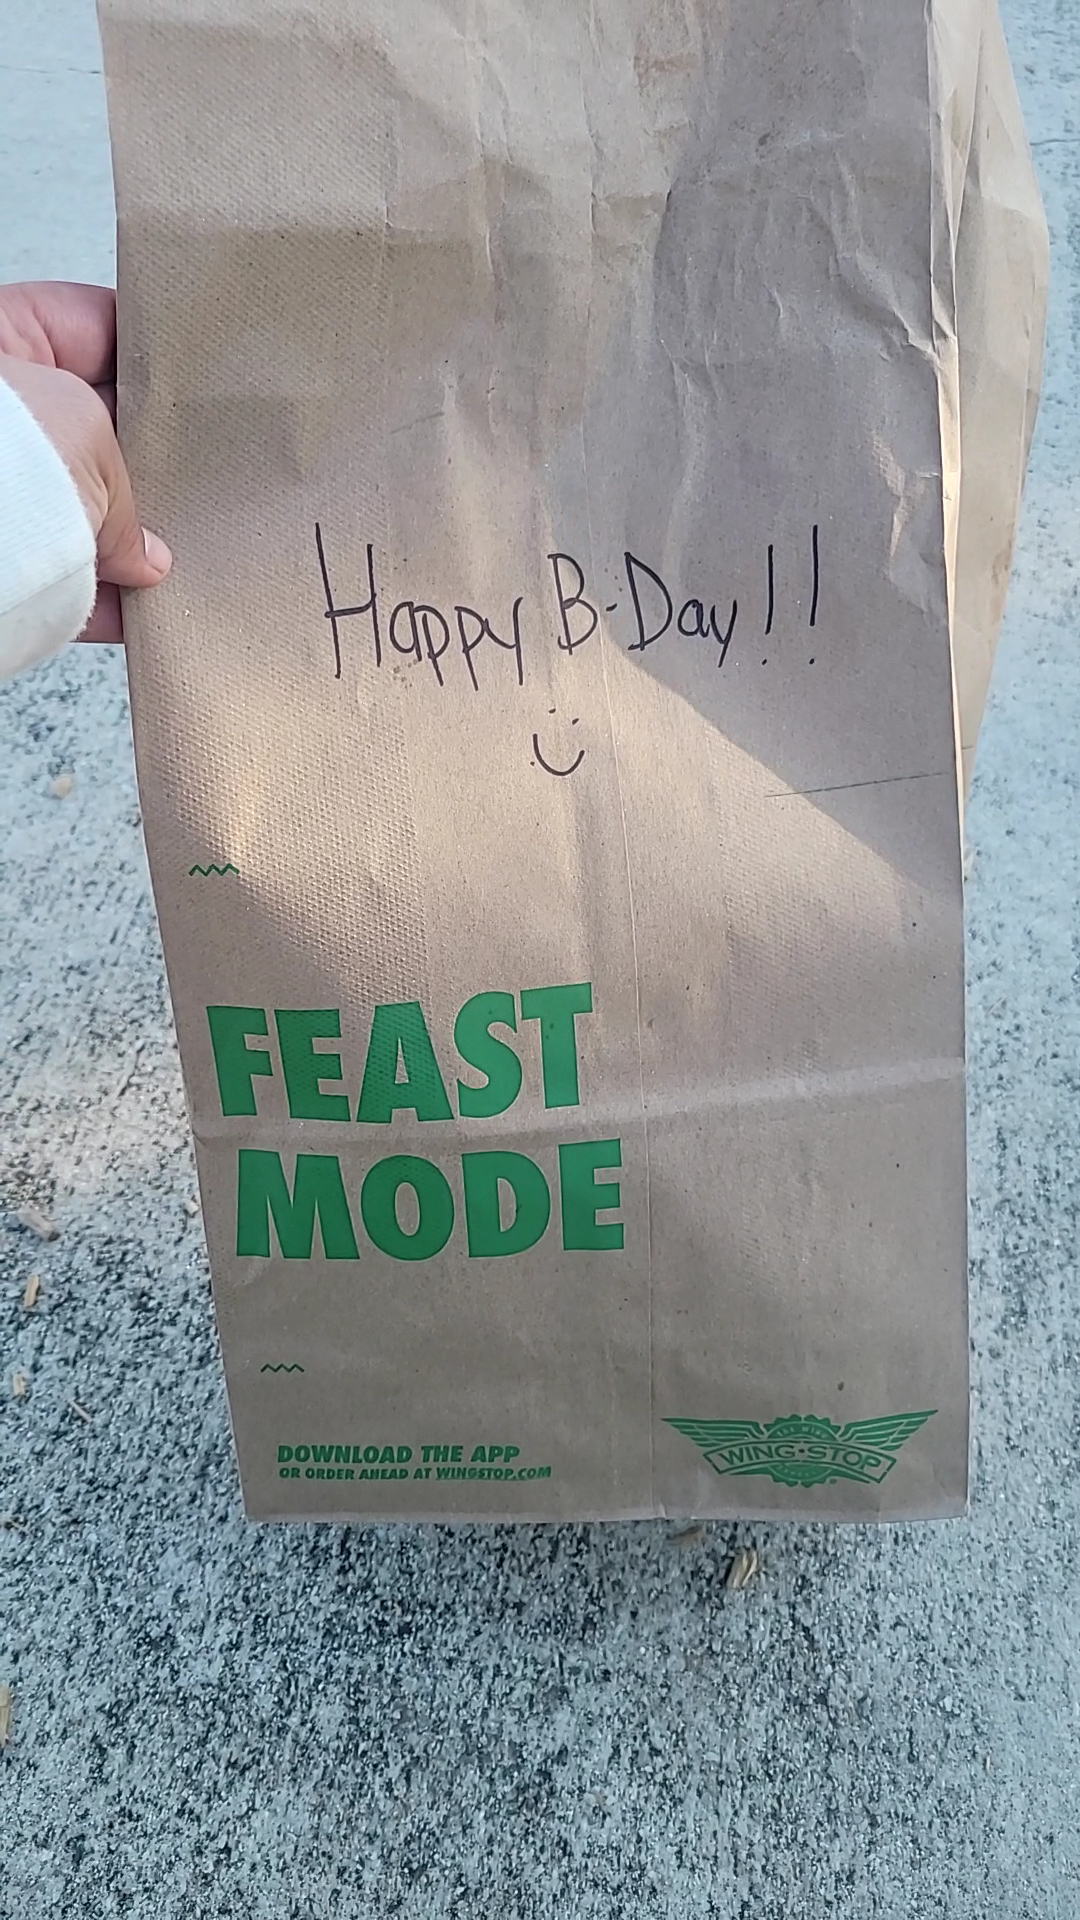 Happy B-Day!!
FEAST
MODE
DOWNLOAD THE APP
OR ORDER AHEAD AT WINGSTOP.COM
WING·STOP